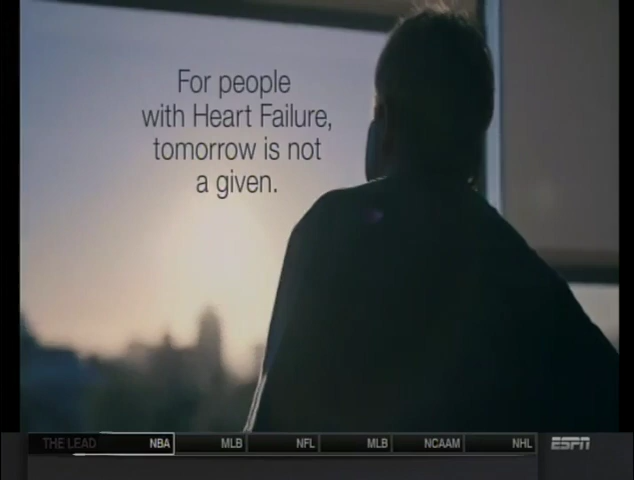 For people
with Heart Failure,
tomorrow is not
a given.
THE LEAD NBA MLB NFL MLB NCAAM NHL ESPN